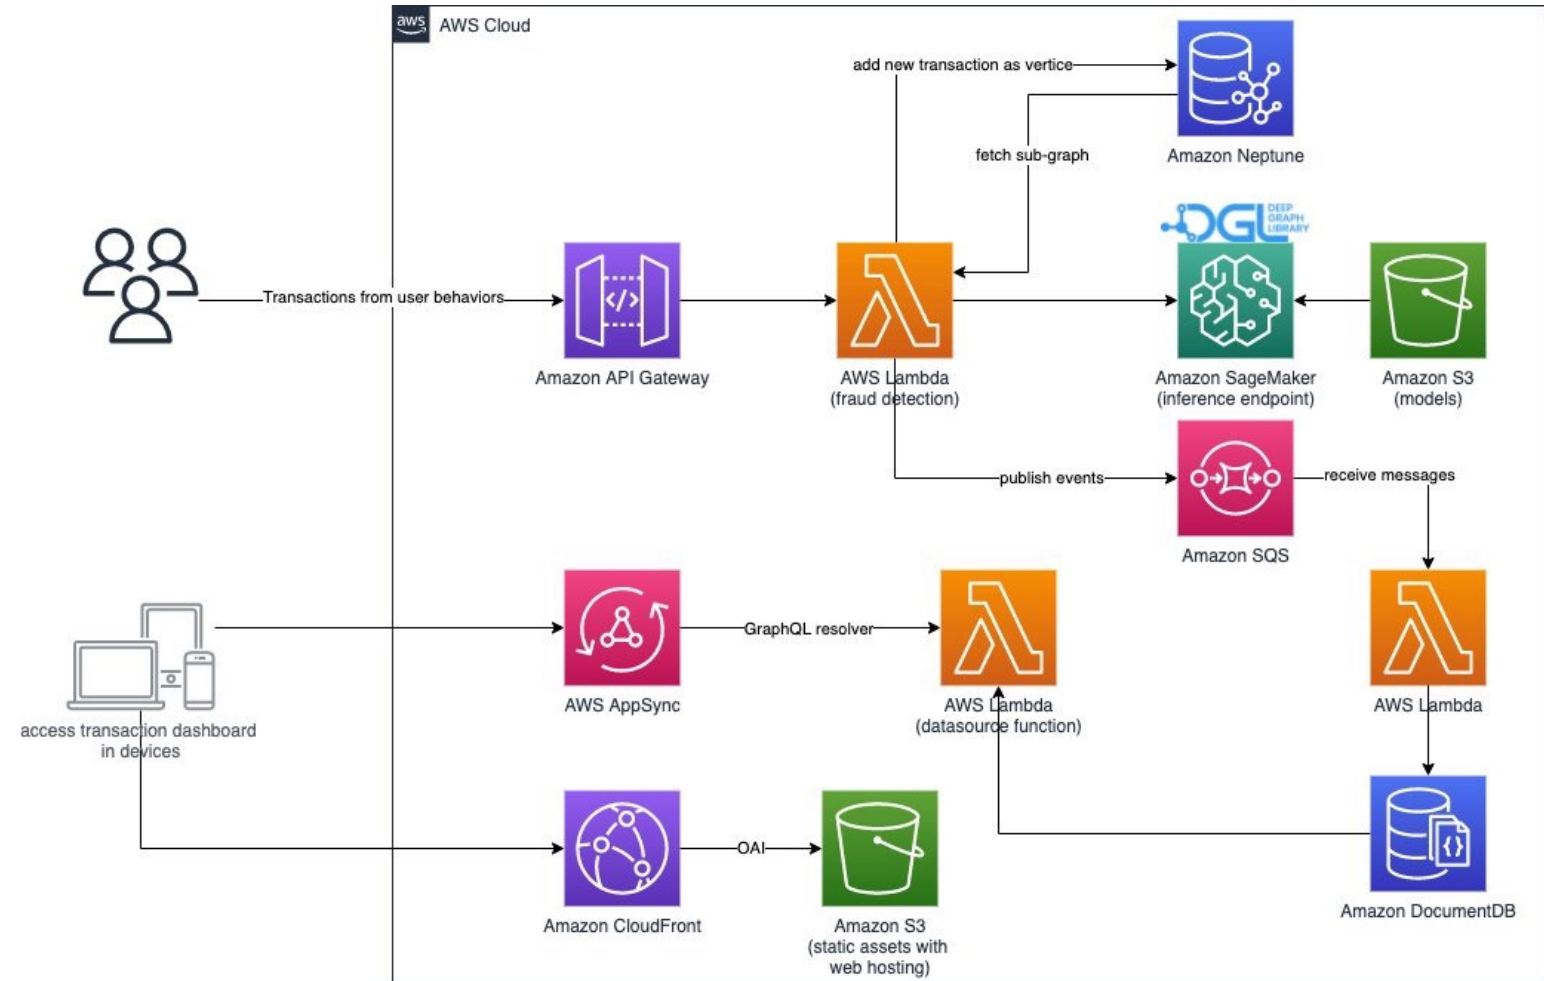 aws
AWS Cloud
add new transaction as vertice
fetch sub-graph
Amazon Neptune
DGL DEEP
GRAPH
LIBRARY
Transactions from user behaviors
</>
Amazon API Gateway
AWS Lambda
(fraud detection)
Amazon SageMaker
(inference endpoint)
Amazon S3
(models)
publish events
receive messages
Amazon SQS
access transaction dashboard
in devices
GraphQL resolver
AWS AppSync
AWS Lambda
(datasource function)
AWS Lambda
OAI
{}
Amazon CloudFront
Amazon S3
(static assets with
web hosting)
Amazon DocumentDB